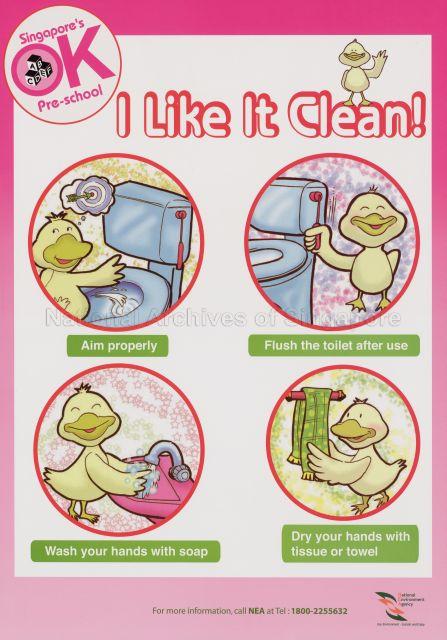 Singapore's
OK
Pre-school
I Like It Clean!
National Archives of Singapore
Aim properly
Flush the toilet after use
Wash your hands with soap
Dry your hands with
tissue or towel
National
Environment
Agency
For more information, call NEA at Tel : 1800-2255632